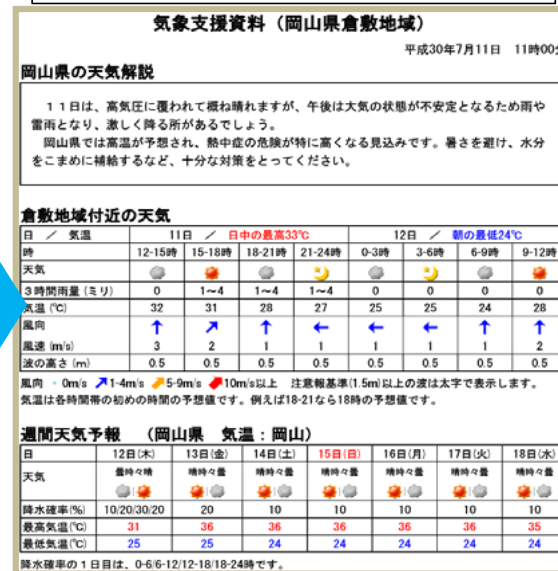 気象支援資料（岡山県倉敷地域）
平成30年7月11日　11時00分
岡山県の天気解説
１１日は、高気圧に覆われて概ね晴れますが、午後は大気の状態が不安定となるため雨や
雷雨となり、激しく降る所があるでしょう。
岡山県では高温が予想され、熱中症の危険が特に高くなる見込みです。暑さを避け、水分
をこまめに補給するなど、十分な対策をとってください。
倉敷地域付近の天気
日　／　気温　11日　／　日中の最高33℃　12日　／　朝の最低24℃
時　12-15時　15-18時　18-21時　21-24時　0-3時　3-6時　6-9時　9-12時
天気
３時間雨量（ミリ）　0　1～4　1～4　1～4　0　0　0　0
気温（℃）　32　31　28　27　25　25　24　28
風向
風速（m/s）　3　2　1　1　1　1　1　2
波の高さ（m）　0.5　0.5　0.5　0.5　0.5　0.5　0.5　0.5
風向　0m/s　1-4m/s　5-9m/s　10m/s以上　注意報基準(1.5m)以上の波は太字で表示します。
気温は各時間帯の初めの時間の予想値です。例えば18-21なら18時の予想値です。
週間天気予報　（岡山県　気温：岡山）
日　12日(木)　13日(金)　14日(土)　15日(日)　16日(月)　17日(火)　18日(水)
天気　曇時々晴　晴時々曇　晴時々曇　晴時々曇　晴時々曇　晴時々曇　晴時々曇
降水確率(%)　10/20/30/20　20　10　10　10　10　10
最高気温(℃)　31　36　36　36　36　36　35
最低気温(℃)　25　25　24　24　24　24　24
降水確率の１日目は、0-6/6-12/12-18/18-24時です。